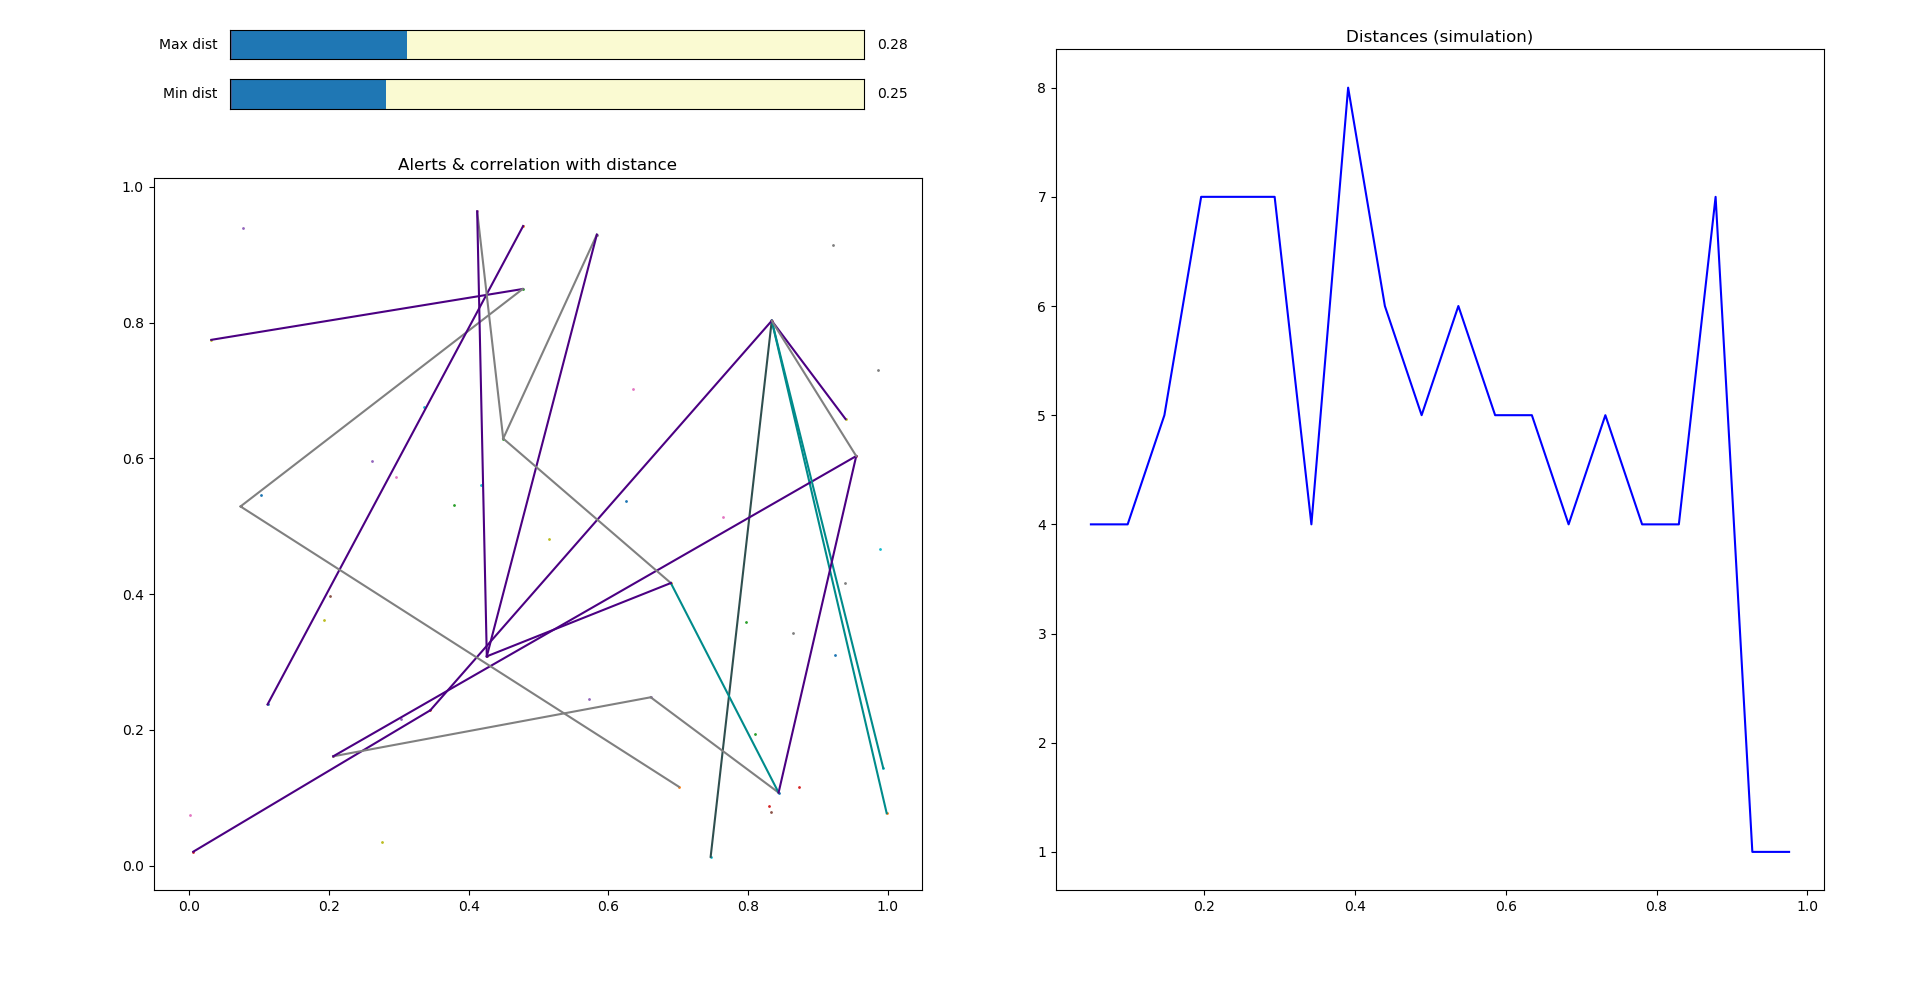 Max dist 0.28
Min dist 0.25
Alerts & correlation with distance
1.0
0.8
0.6
0.4
0.2
0.0
0.0 0.2 0.4 0.6 0.8 1.0
Distances (simulation)
8
7
6
5
4
3
2
1
0.2 0.4 0.6 0.8 1.0